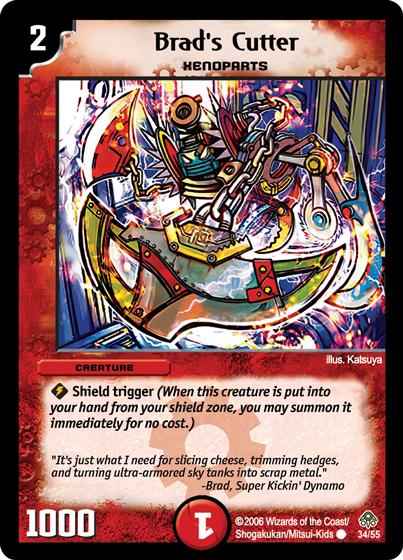 2
Brad's Cutter
XENOPARTS
illus. Katsuya
CREATURE
Shield trigger (When this creature is put into
your hand from your shield zone, you may summon it
immediately for no cost.)
"It's just what I need for slicing cheese, trimming hedges,
and turning ultra-armored sky tanks into scrap metal."
-Brad, Super Kickin' Dynamo
1000
1
©2006 Wizards of the Coast/
Shogakukan/Mitsui-Kids
34/55